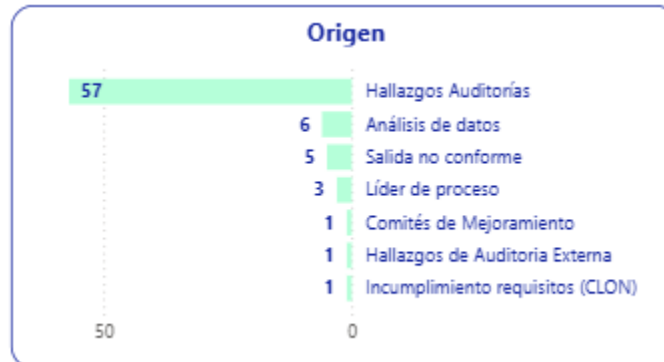 Origen
57 Hallazgos Auditorías
6 Análisis de datos
5 Salida no conforme
3 Líder de proceso
1 Comités de Mejoramiento
1 Hallazgos de Auditoria Externa
1 Incumplimiento requisitos (CLON)
50 0